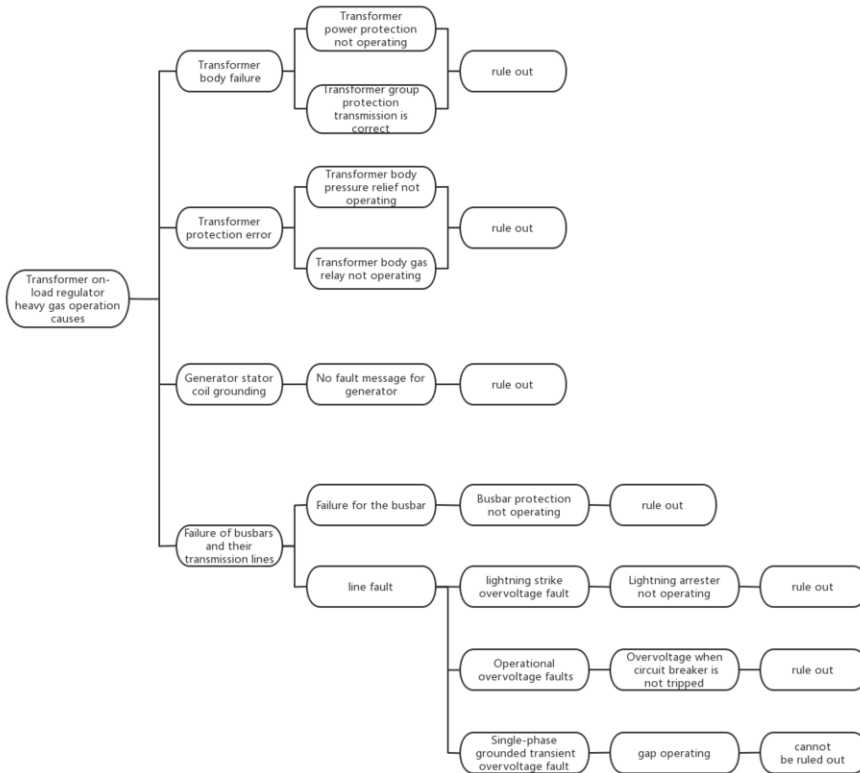 Transformer
power protection
not operating
Transformer
body failure
rule out
Transformer group
protection
transmission is
correct
Transformer body
pressure relief not
operating
Transformer
protection error
rule out
Transformer body gas
relay not operating
Transformer on-
load regulator
heavy gas operation
causes
Generator stator
coil grounding
No fault message for
generator
rule out
Failure for the busbar
Busbar protection
not operating
rule out
Failure of busbars
and their
transmission lines
line fault
lightning strike
overvoltage fault
Lightning arrester
not operating
rule out
Operational
overvoltage faults
Overvoltage when
circuit breaker is
not tripped
rule out
Single-phase
grounded transient
overvoltage fault
gap operating
cannot
be ruled out